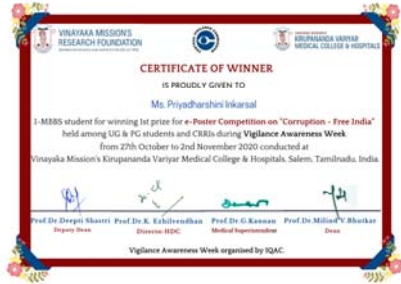 VINAYAKA MISSION'S
RESEARCH FOUNDATION
KIRUPANANDA VARIYAR
MEDICAL COLLEGE & HOSPITALS
CERTIFICATE OF WINNER
IS PROUDLY GIVEN TO
Ms. Priyadharshini Inkarsal
I-MBBS student for winning Ist prize for e-Poster Competition on "Corruption - Free India"
held among UG & PG students and CRRIs during Vigilance Awareness Week
from 27th October to 2nd November 2020 conducted at
Vinayaka Mission's Kirupananda Variyar Medical College & Hospitals, Salem, Tamilnadu, India.
Prof.Dr.Deepti Shastri Prof.Dr.K. Ezhilvendhan Prof.Dr.G.Kannan Prof.Dr.Milind V.Bhutkar
Deputy Dean Director-HDC Medical Superintendent Dean
Vigilance Awareness Week organised by IQAC.